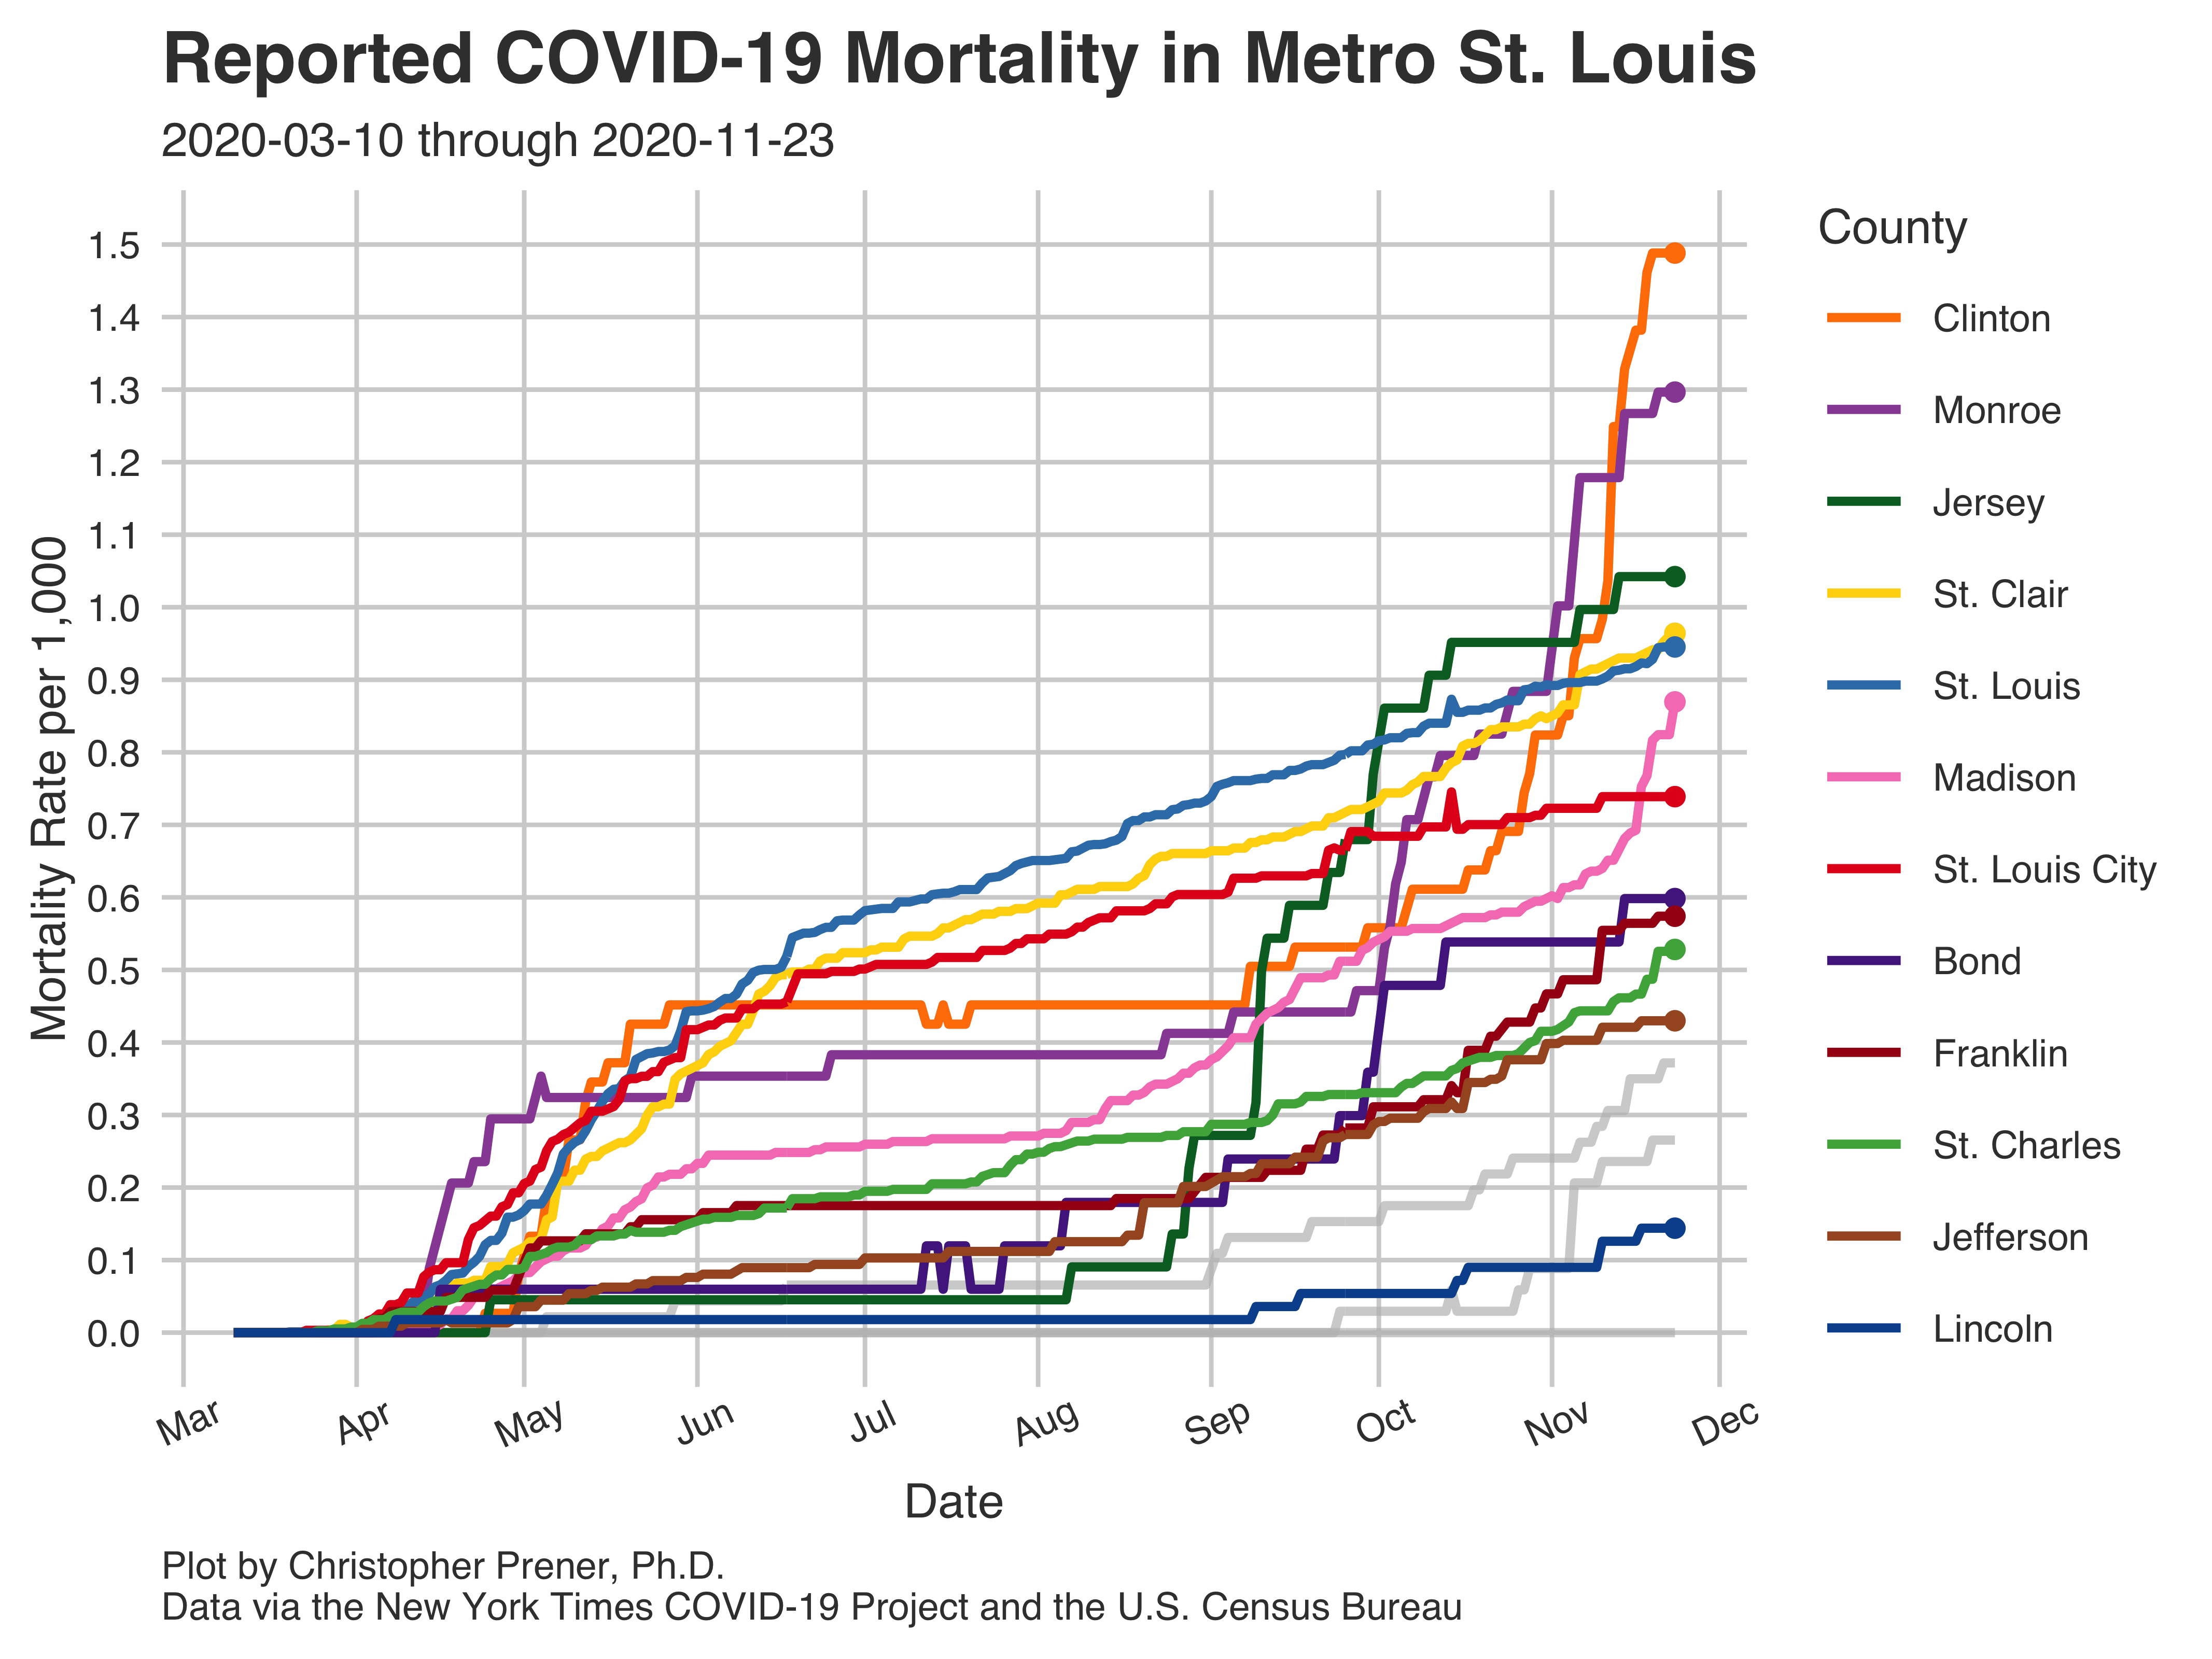 Reported COVID-19 Mortality in Metro St. Louis
2020-03-10 through 2020-11-23
Mortality Rate per 1,000
1.5
1.4
1.3
1.2
1.1
1.0
0.9
0.8
0.7
0.6
0.5
0.4
0.3
0.2
0.1
0.0
Mar Apr May Jun Jul Aug Sep Oct Nov Dec
Date
County
Clinton
Monroe
Jersey
St. Clair
St. Louis
Madison
St. Louis City
Bond
Franklin
St. Charles
Jefferson
Lincoln
Plot by Christopher Prener, Ph.D.
Data via the New York Times COVID-19 Project and the U.S. Census Bureau